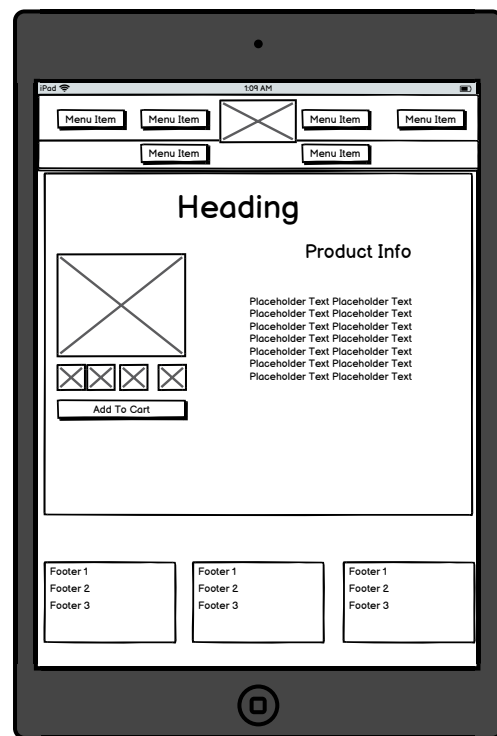 iPad 1:09 AM
Menu Item Menu Item Menu Item Menu Item
Menu Item Menu Item
Heading
Product Info
Placeholder Text Placeholder Text
Placeholder Text Placeholder Text
Placeholder Text Placeholder Text
Placeholder Text Placeholder Text
Placeholder Text Placeholder Text
Placeholder Text Placeholder Text
Placeholder Text Placeholder Text
Add To Cart
Footer 1
Footer 2
Footer 3
Footer 1
Footer 2
Footer 3
Footer 1
Footer 2
Footer 3